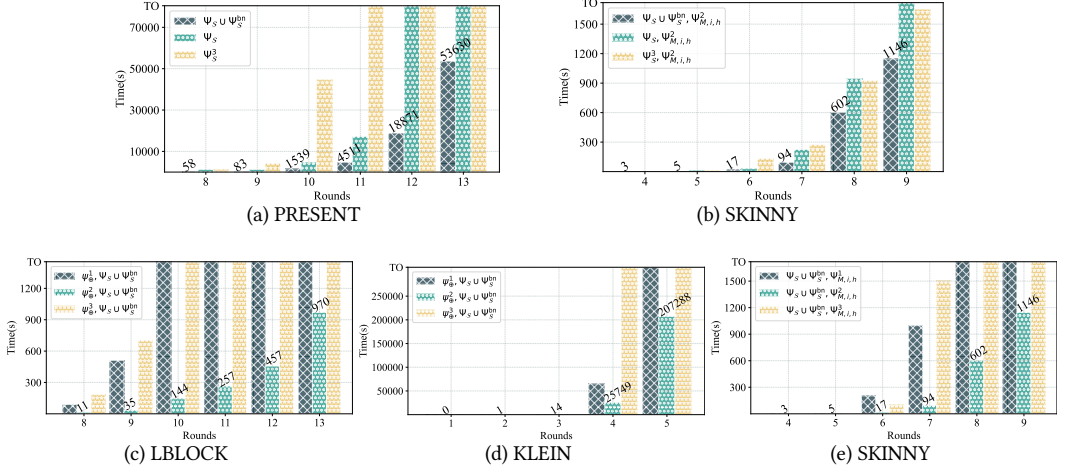 TO
70000
50000
30000
10000
Time(s)
Ψ_S ∪ Ψ_S^bn
Ψ_S
Ψ_S^3
58
83
1539
4511
18871
53630
8 9 10 11 12 13
Rounds
(a) PRESENT
TO
1500
1200
900
600
300
Time(s)
Ψ_S ∪ Ψ_S^bn, Ψ_{M,i,h}^2
Ψ_S, Ψ_{M,i,h}^2
Ψ_S^3, Ψ_{M,i,h}^2
3
5
17
94
602
1146
4 5 6 7 8 9
Rounds
(b) SKINNY
TO
1200
900
600
300
Time(s)
ψ_⊕^1, Ψ_S ∪ Ψ_S^bn
ψ_⊕^2, Ψ_S ∪ Ψ_S^bn
ψ_⊕^3, Ψ_S ∪ Ψ_S^bn
11
35
144
257
457
970
8 9 10 11 12 13
Rounds
(c) LBLOCK
TO
250000
200000
150000
100000
50000
Time(s)
ψ_⊕^1, Ψ_S ∪ Ψ_S^bn
ψ_⊕^2, Ψ_S ∪ Ψ_S^bn
ψ_⊕^3, Ψ_S ∪ Ψ_S^bn
0
1
14
25749
207288
1 2 3 4 5
Rounds
(d) KLEIN
TO
1500
1200
900
600
300
Time(s)
Ψ_S ∪ Ψ_S^bn, Ψ_{M,i,h}^1
Ψ_S ∪ Ψ_S^bn, Ψ_{M,i,h}^2
Ψ_S ∪ Ψ_S^bn, Ψ_{M,i,h}^3
3
5
17
94
602
1146
4 5 6 7 8 9
Rounds
(e) SKINNY